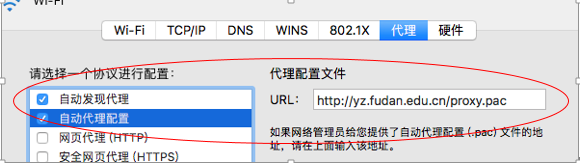 Wi-Fi
Wi-Fi TCP/IP DNS WINS 802.1X 代理 硬件
请选择一个协议进行配置：
代理配置文件
自动发现代理
URL： http://yz.fudan.edu.cn/proxy.pac
自动代理配置
网页代理 (HTTP)
如果网络管理员给您提供了自动代理配置 (.pac) 文件的地
安全网页代理 (HTTPS)
址，请在上面输入该地址。